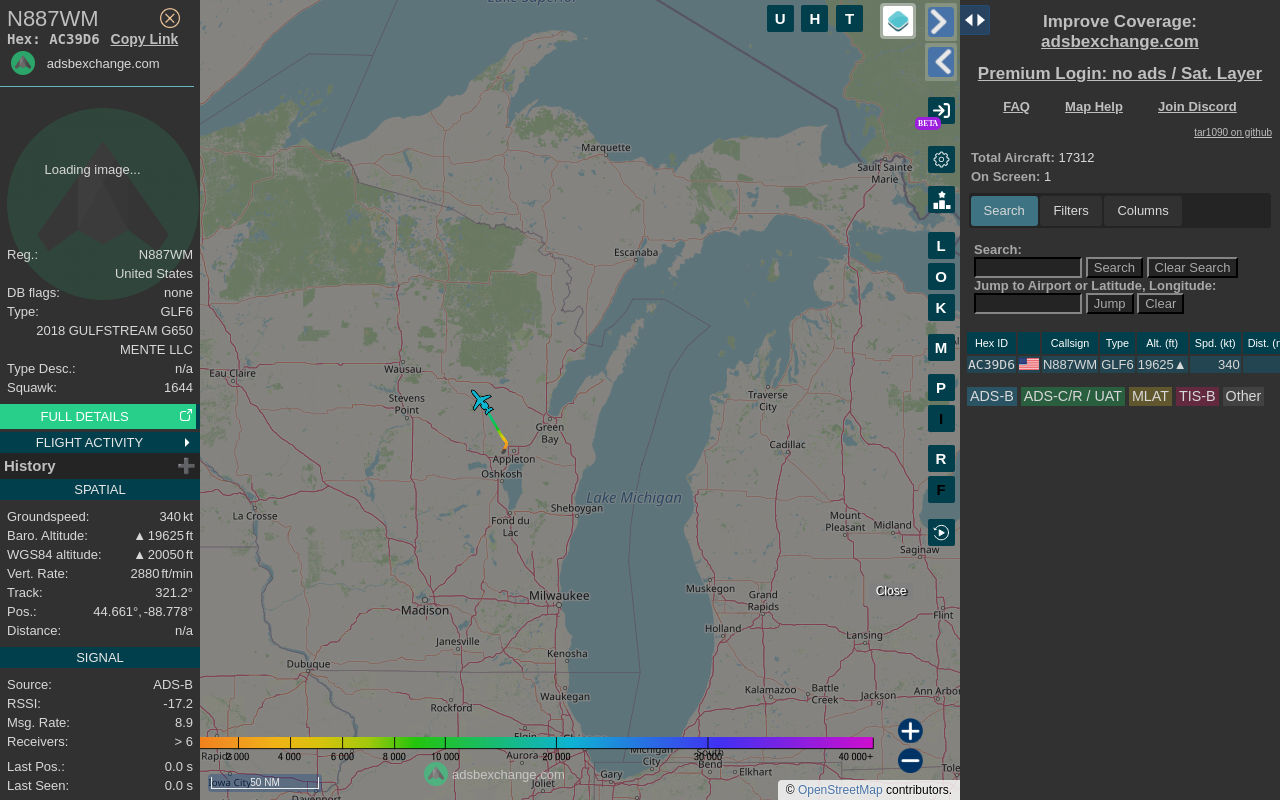 N887WM
Hex: AC39D6 Copy Link
adsbexchange.com
Loading image...
Reg.: N887WM
United States
DB flags: none
Type: GLF6
2018 GULFSTREAM G650
MENTE LLC
Type Desc.: n/a
Squawk: 1644
FULL DETAILS
FLIGHT ACTIVITY
History
SPATIAL
Groundspeed: 340 kt
Baro. Altitude: ▲ 19625 ft
WGS84 altitude: ▲ 20050 ft
Vert. Rate: 2880 ft/min
Track: 321.2°
Pos.: 44.661°, -88.778°
Distance: n/a
SIGNAL
Source: ADS-B
RSSI: -17.2
Msg. Rate: 8.9
Receivers: > 6
Last Pos.: 0.0 s
Last Seen: 0.0 s
U H T
BETA
L
O
K
M
P
I
R
F
Close
Lake Superior
Marquette
Sault Sainte
Marie
Escanaba
Eau Claire
Wausau
Stevens
Point
Green
Bay
Traverse
City
Appleton
Cadillac
Oshkosh
Lake Michigan
La Crosse
Fond du
Lac
Sheboygan
Mount
Pleasant
Midland
Saginaw
Madison
Milwaukee
Muskegon
Grand
Rapids
Flint
Janesville
Holland
Lansing
Dubuque
Kenosha
Waukegan
Kalamazoo
Battle
Creek
Jackson
Ann Arbor
Rockford
Elgin
Aurora
Joliet
Gary
Michigan
City
South
Bend
Elkhart
Iowa City
Davenport
2 000 4 000 6 000 8 000 10 000 20 000 30 000 40 000+
50 NM
adsbexchange.com
© OpenStreetMap contributors.
Improve Coverage:
adsbexchange.com
Premium Login: no ads / Sat. Layer
FAQ Map Help Join Discord
tar1090 on github
Total Aircraft: 17312
On Screen: 1
Search Filters Columns
Search:
Search Clear Search
Jump to Airport or Latitude, Longitude:
Jump Clear
Hex ID Callsign Type Alt. (ft) Spd. (kt) Dist. (n
AC39D6 N887WM GLF6 19625▲ 340
ADS-B ADS-C/R / UAT MLAT TIS-B Other